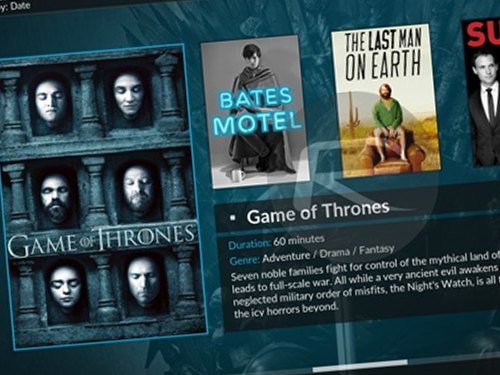 y: Date
THE LAST MAN
ON EARTH
SU
BATES
MOTEL
GAME OF THRONES
Game of Thrones
Duration: 60 minutes
Genre: Adventure / Drama / Fantasy
Seven noble families fight for control of the mythical land of
leads to full-scale war. All while a very ancient evil awakens
neglected military order of misfits, the Night's Watch, is all
the icy horrors beyond.